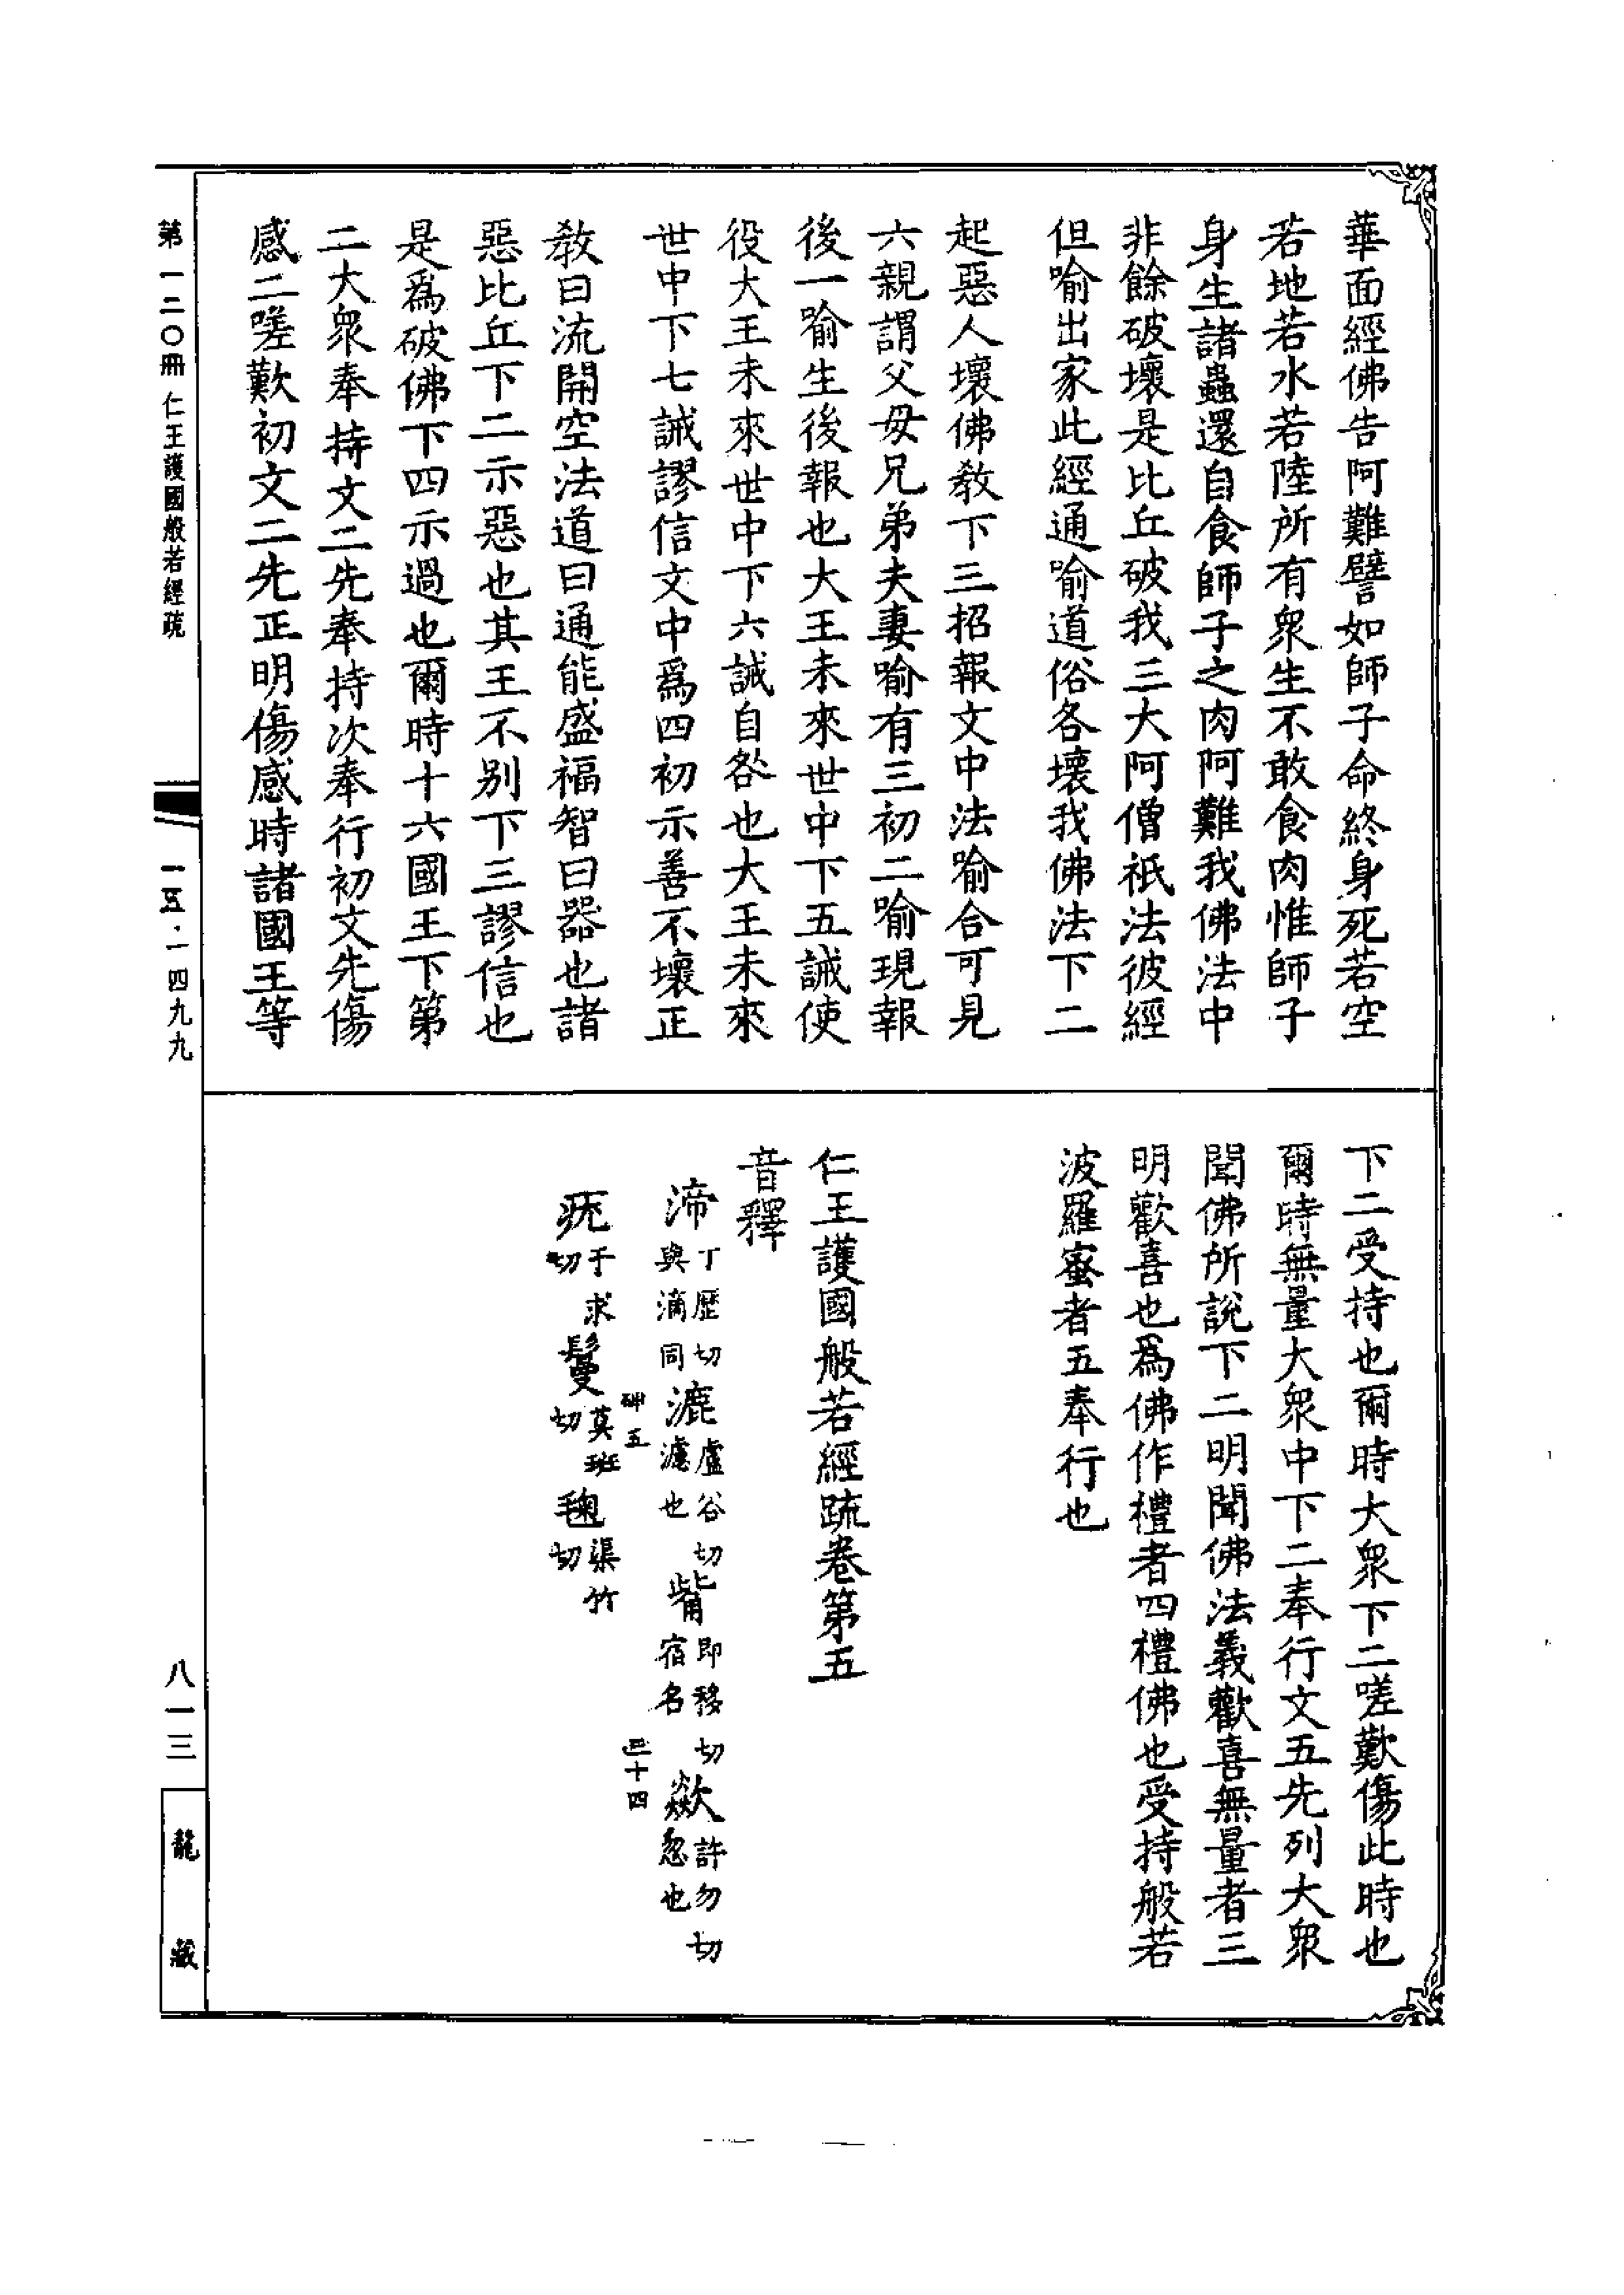 華面經佛告阿難譬如師子命終身死若空
若地若水若陸所有衆生不敢食肉惟師子
身生諸蟲還自食師子之肉阿難我佛法中
非餘破壞是比丘破我三大阿僧祇法彼經
但喻出家此經通喻道俗各壞我佛法下二
起惡人壞佛教下三招報文中法喻合可見
六親謂父母兄弟夫妻喻有三初二喻現報
後一喻生後報也大王未來世中下五誡使
役大王未來世中下六誡自咎也大王未來
世中下七誡謬信文中爲四初示善不壞正
教曰流開空法道曰通能盛福智曰器也諸
惡比丘下二示惡也其王不别下三謬信也
是爲破佛下四示過也爾時十六國王下第
二大衆奉持文二先奉持次奉行初文先傷
感二嗟歎初文二先正明傷感時諸國王等
下二受持也爾時大衆下二嗟歎傷此時也
爾時無量大衆中下二奉行文五先列大衆
聞佛所說下二明聞佛法義歡喜無量者三
明歡喜也爲佛作禮者四禮佛也受持般若
波羅蜜者五奉行也
仁王護國般若經疏卷第五
音釋
渧丁歷切與滴同漉盧谷切濾也觜即移切宿名欻許勿切忽也
疣于求切鬘莫班切毱渠竹切
第一二〇冊 仁王護國般若經疏
一五·一四九九
八一三
龍藏